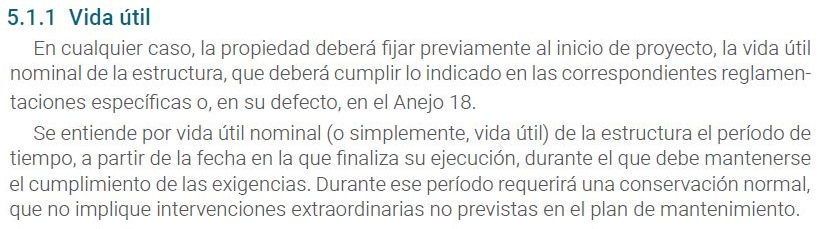 5.1.1 Vida útil
En cualquier caso, la propiedad deberá fijar previamente al inicio de proyecto, la vida útil
nominal de la estructura, que deberá cumplir lo indicado en las correspondientes reglamen-
taciones específicas o, en su defecto, en el Anejo 18.
Se entiende por vida útil nominal (o simplemente, vida útil) de la estructura el período de
tiempo, a partir de la fecha en la que finaliza su ejecución, durante el que debe mantenerse
el cumplimiento de las exigencias. Durante ese período requerirá una conservación normal,
que no implique intervenciones extraordinarias no previstas en el plan de mantenimiento.